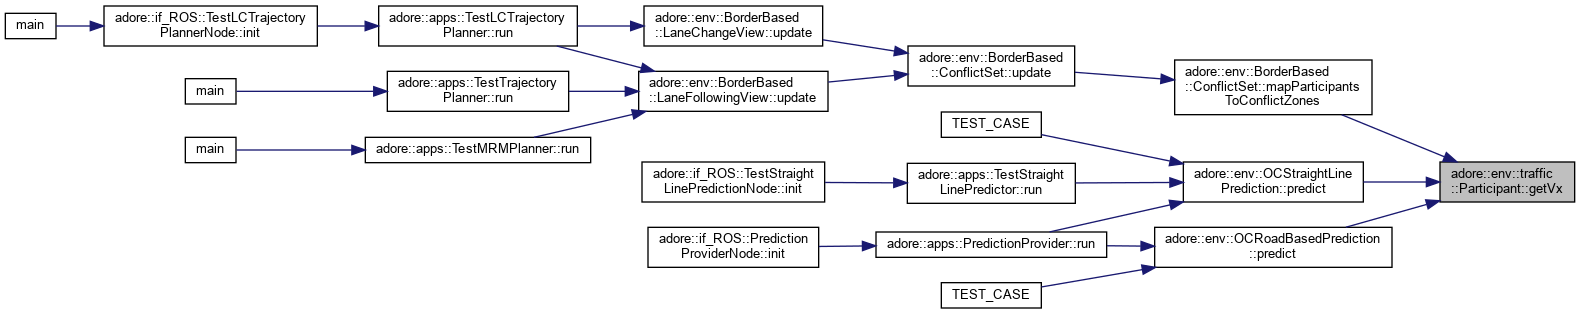 main
adore::if_ROS::TestLCTrajectory
PlannerNode::init
adore::apps::TestLCTrajectory
Planner::run
adore::env::BorderBased
::LaneChangeView::update
adore::env::BorderBased
::ConflictSet::update
adore::env::BorderBased
::ConflictSet::mapParticipants
ToConflictZones
main
adore::apps::TestTrajectory
Planner::run
adore::env::BorderBased
::LaneFollowingView::update
main
adore::apps::TestMRMPlanner::run
TEST_CASE
adore::if_ROS::TestStraight
LinePredictionNode::init
adore::apps::TestStraight
LinePredictor::run
adore::env::OCStraightLine
Prediction::predict
adore::env::traffic
::Participant::getVx
adore::if_ROS::Prediction
ProviderNode::init
adore::apps::PredictionProvider::run
adore::env::OCRoadBasedPrediction
::predict
TEST_CASE